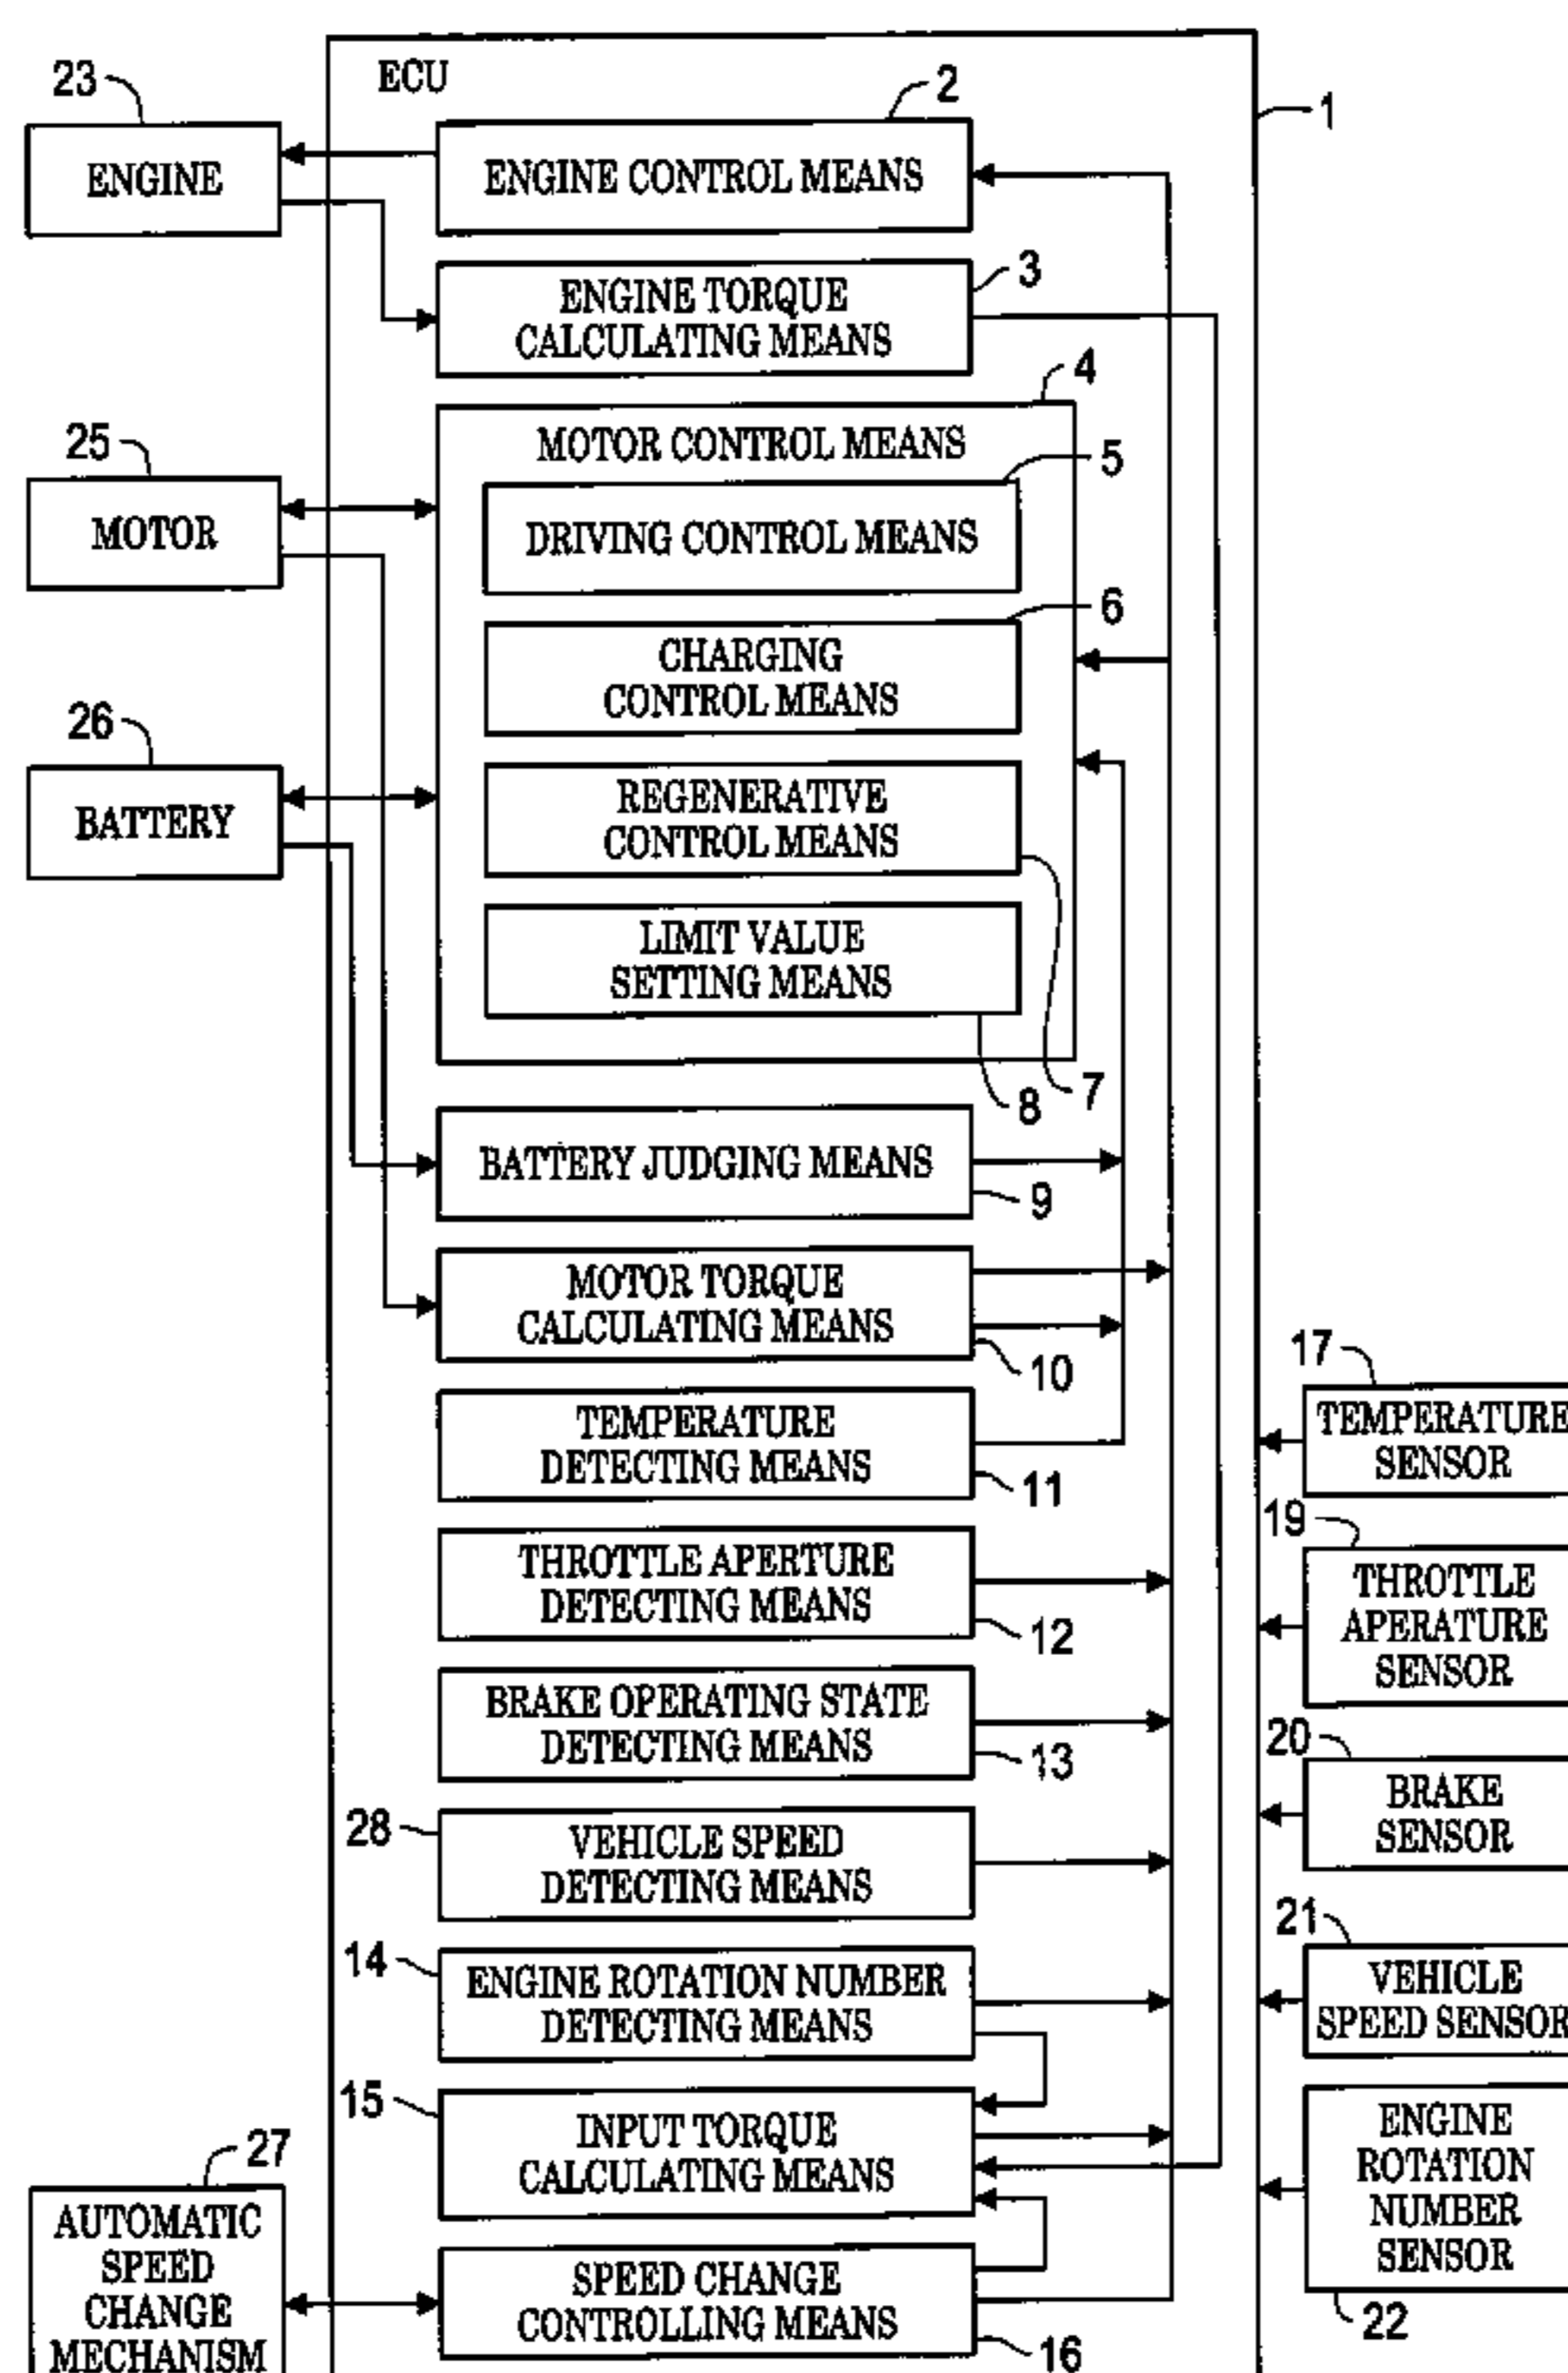 ECU
1
23
ENGINE
2
ENGINE CONTROL MEANS
3
ENGINE TORQUE
CALCULATING MEANS
4
MOTOR CONTROL MEANS
25
MOTOR
5
DRIVING CONTROL MEANS
6
CHARGING
CONTROL MEANS
26
BATTERY
REGENERATIVE
CONTROL MEANS
7
LIMIT VALUE
SETTING MEANS
8
BATTERY JUDGING MEANS
9
MOTOR TORQUE
CALCULATING MEANS
10
TEMPERATURE
DETECTING MEANS
11
THROTTLE APERTURE
DETECTING MEANS
12
BRAKE OPERATING STATE
DETECTING MEANS
13
28
VEHICLE SPEED
DETECTING MEANS
14
ENGINE ROTATION NUMBER
DETECTING MEANS
15
INPUT TORQUE
CALCULATING MEANS
27
AUTOMATIC
SPEED
CHANGE
MECHANISM
SPEED CHANGE
CONTROLLING MEANS
16
17
TEMPERATURE
SENSOR
19
THROTTLE
APERATURE
SENSOR
20
BRAKE
SENSOR
21
VEHICLE
SPEED SENSOR
ENGINE
ROTATION
NUMBER
SENSOR
22